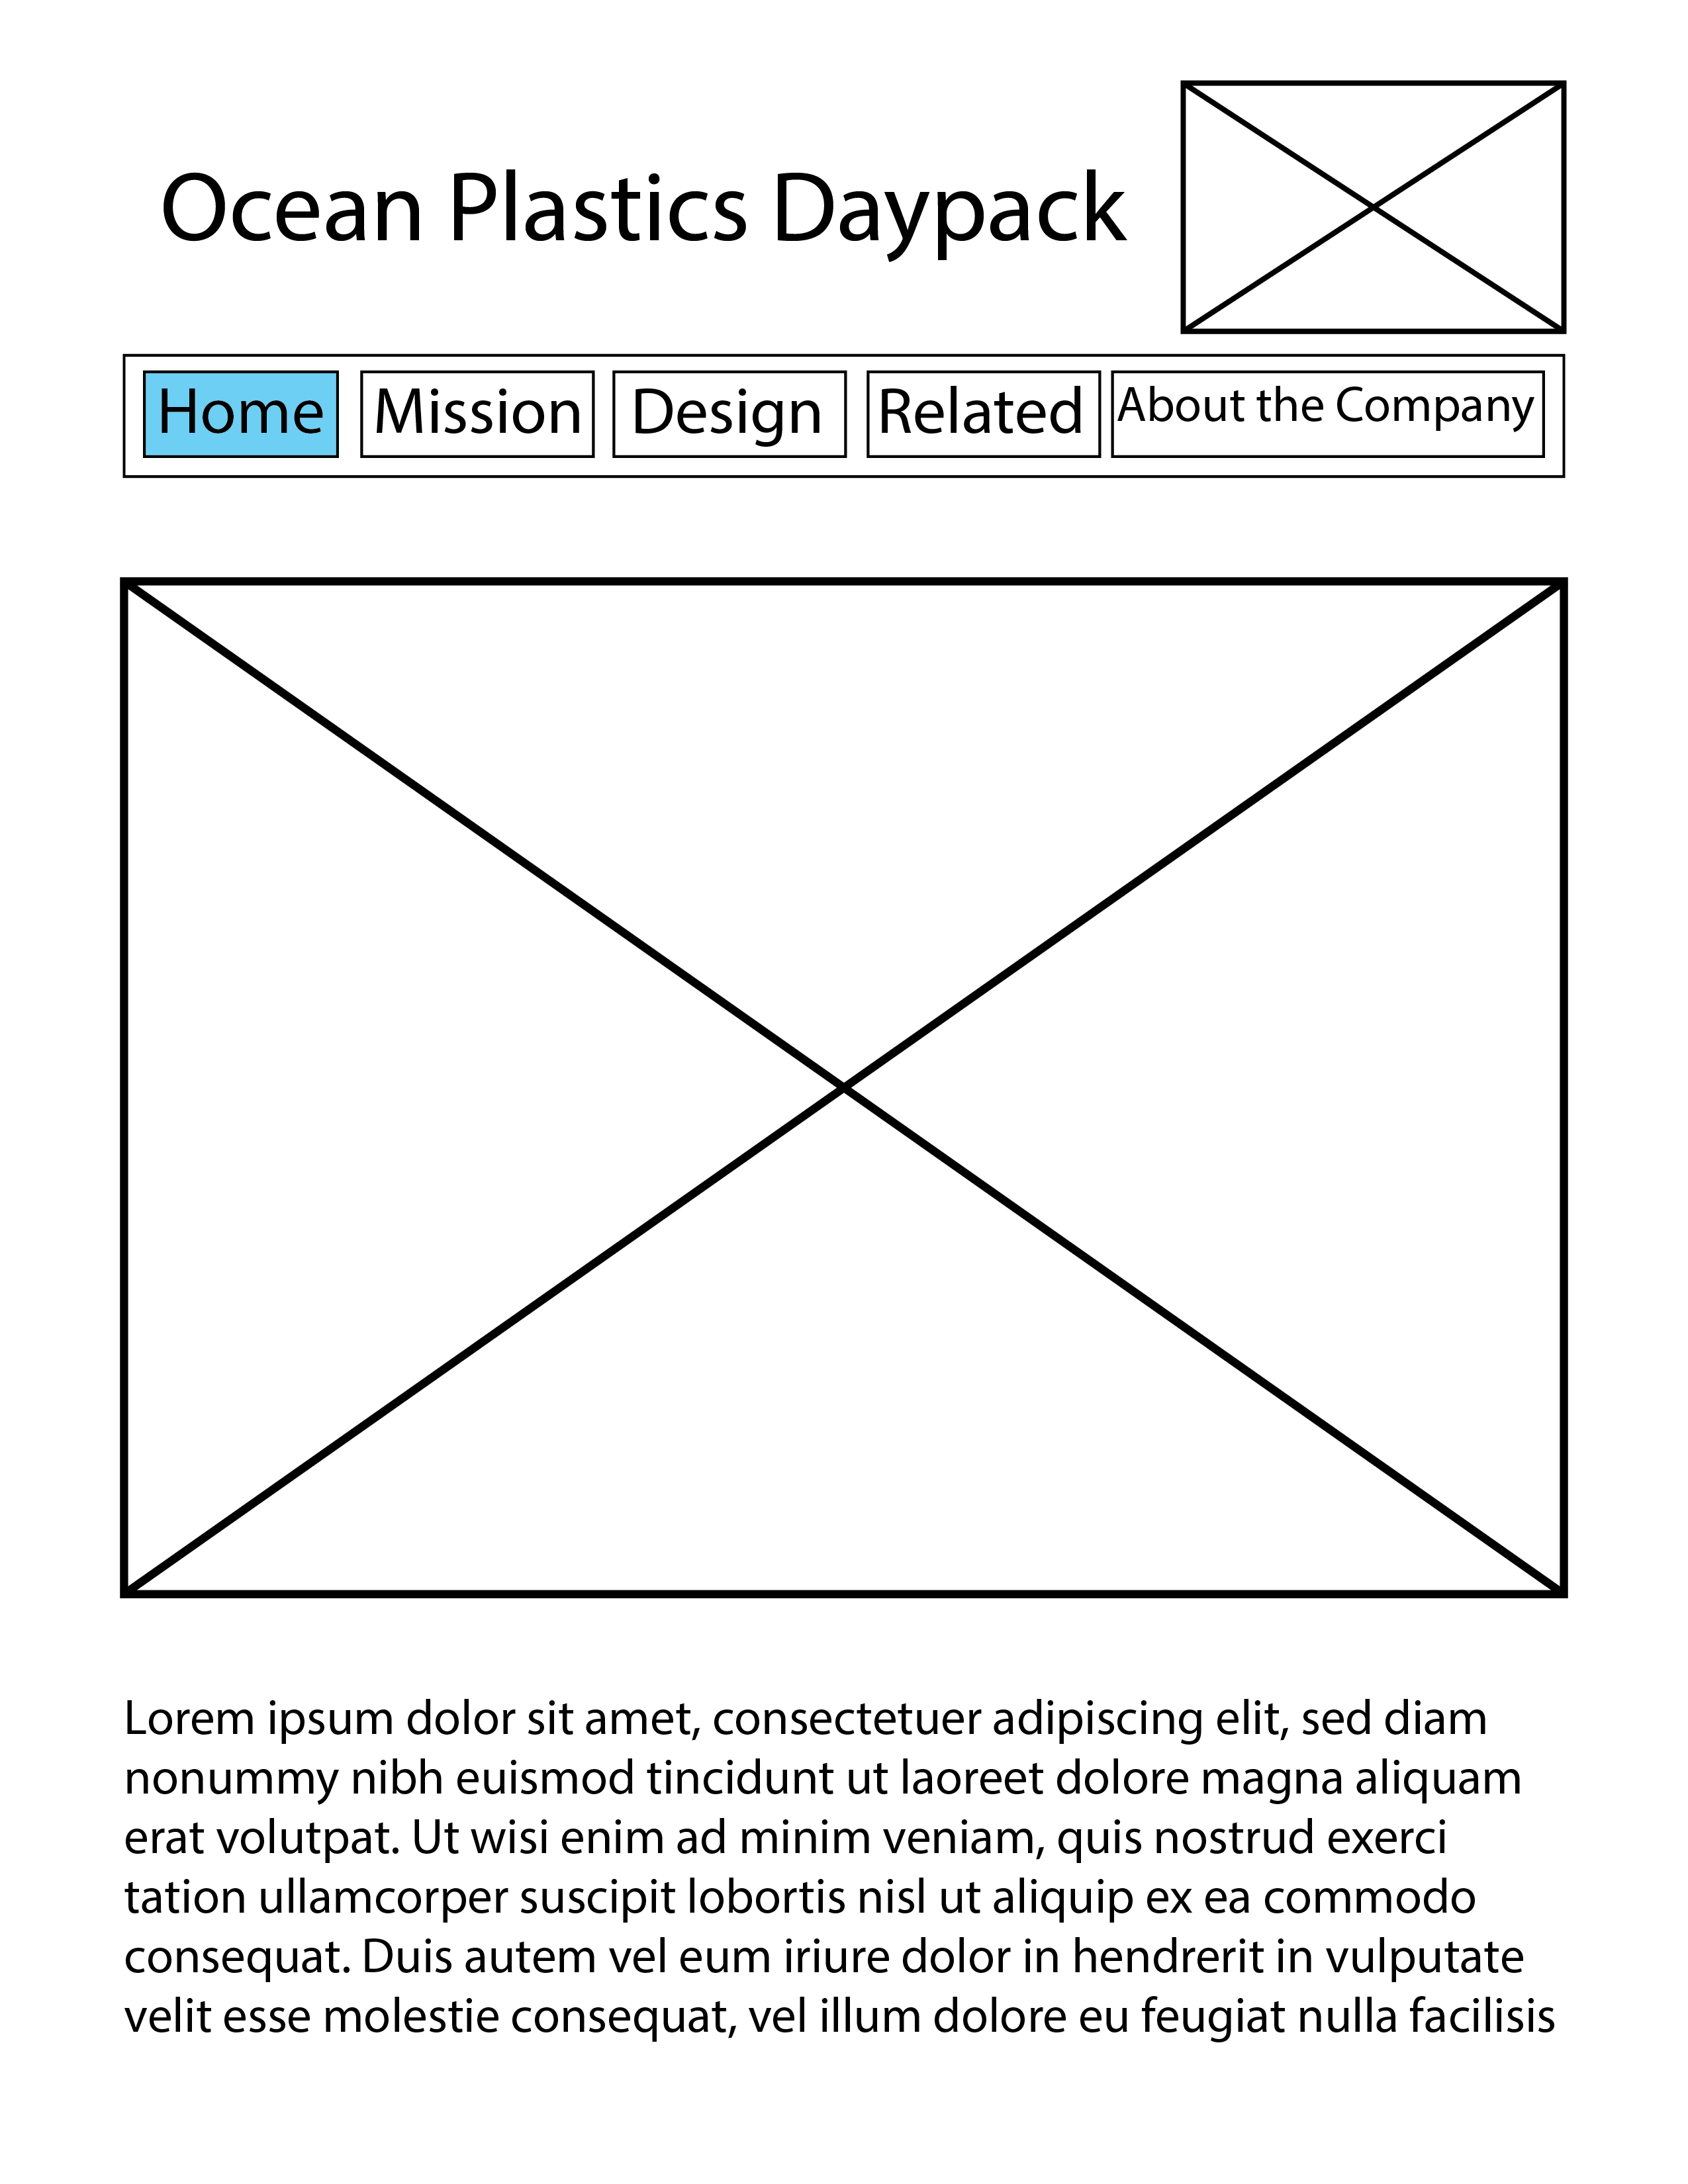 Ocean Plastics Daypack
Home Mission Design Related About the Company
Lorem ipsum dolor sit amet, consectetuer adipiscing elit, sed diam
nonummy nibh euismod tincidunt ut laoreet dolore magna aliquam
erat volutpat. Ut wisi enim ad minim veniam, quis nostrud exerci
tation ullamcorper suscipit lobortis nisl ut aliquip ex ea commodo
consequat. Duis autem vel eum iriure dolor in hendrerit in vulputate
velit esse molestie consequat, vel illum dolore eu feugiat nulla facilisis